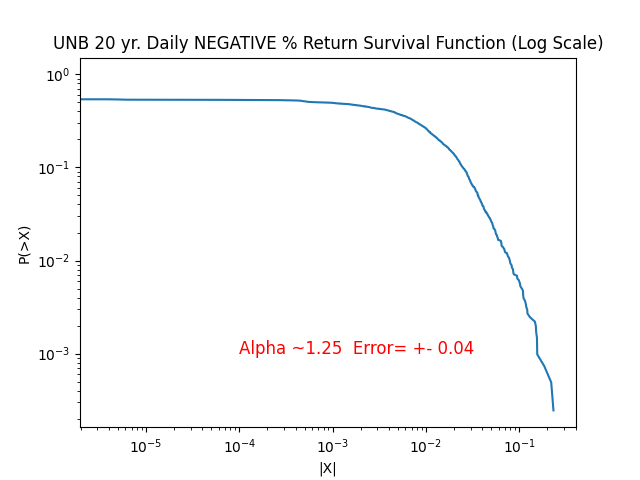 UNB 20 yr. Daily NEGATIVE % Return Survival Function (Log Scale)
10⁰
10⁻¹
10⁻²
10⁻³
P(>X)
Alpha ~1.25  Error= +- 0.04
10⁻⁵ 10⁻⁴ 10⁻³ 10⁻² 10⁻¹
|X|